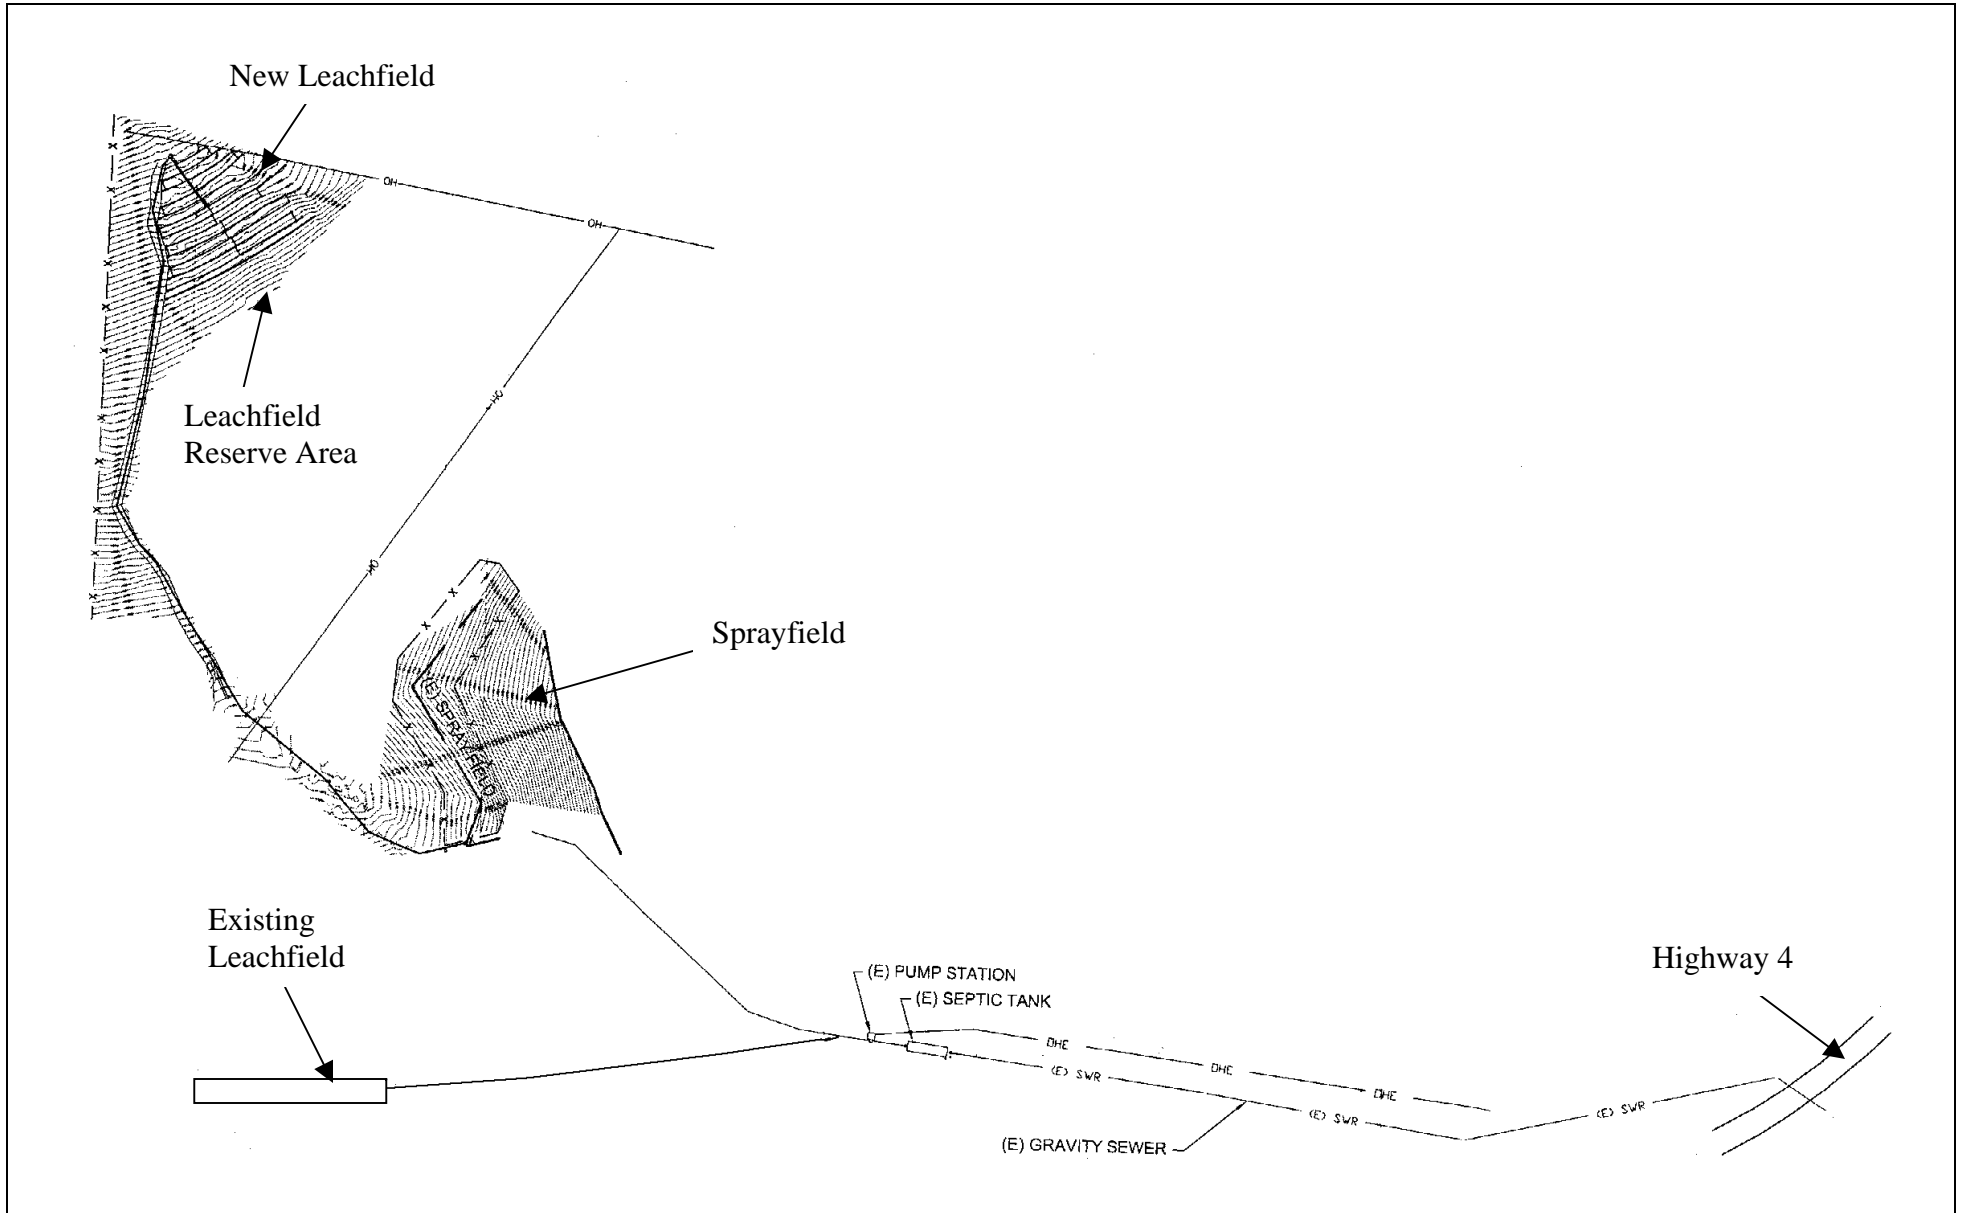 New Leachfield
OH
OH
OH
Leachfield
Reserve Area
OH
Sprayfield
(E) SPRAYFIELD
Existing
Leachfield
(E) PUMP STATION
(E) SEPTIC TANK
Highway 4
OHE
OHE
OHE
(E) SWR
(E) SWR
(E) SWR
(E) GRAVITY SEWER